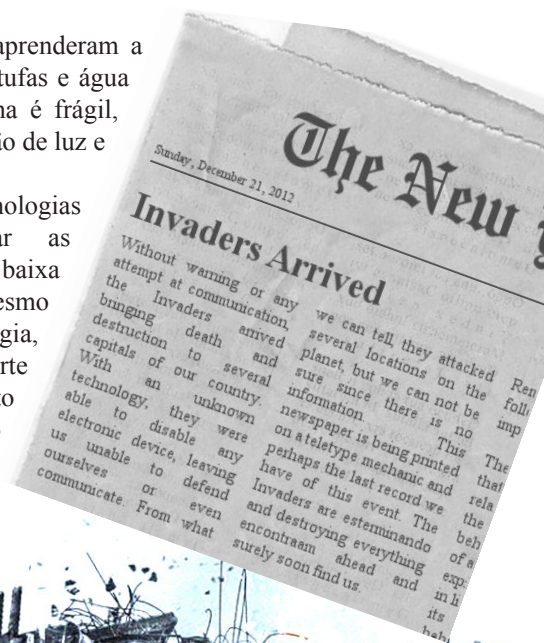 aprenderam a
tufas e água
na é frágil,
io de luz e
nologias
ar as
baixa
esmo
gia,
rte
to
The New
Sunday, December 21, 2012
Invaders Arrived
Without warning or any
attempt at communication,
the Invaders arrived
bringing death and
destruction to several
capitals of our country.
With an unknown
technology, they were
able to disable any
electronic device, leaving
us unable to defend
ourselves or even
communicate. From what
we can tell, they attacked
several locations on the
planet, but we can not be
sure since there is no
information. This
newspaper is being printed
on a teletype mechanic and
perhaps the last record we
have of this event. The
Invaders are esterminando
and destroying everything
encontraam ahead and
surely soon find us.
Ren
foll
imp
The
that
rela
the
beh
of a
exp
in li
its